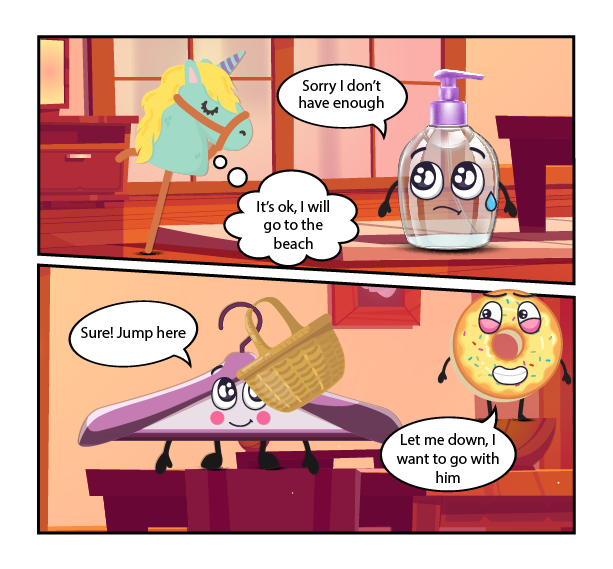 Sorry I don't
have enough
It's ok, I will
go to the
beach
Sure! Jump here
Let me down, I
want to go with
him